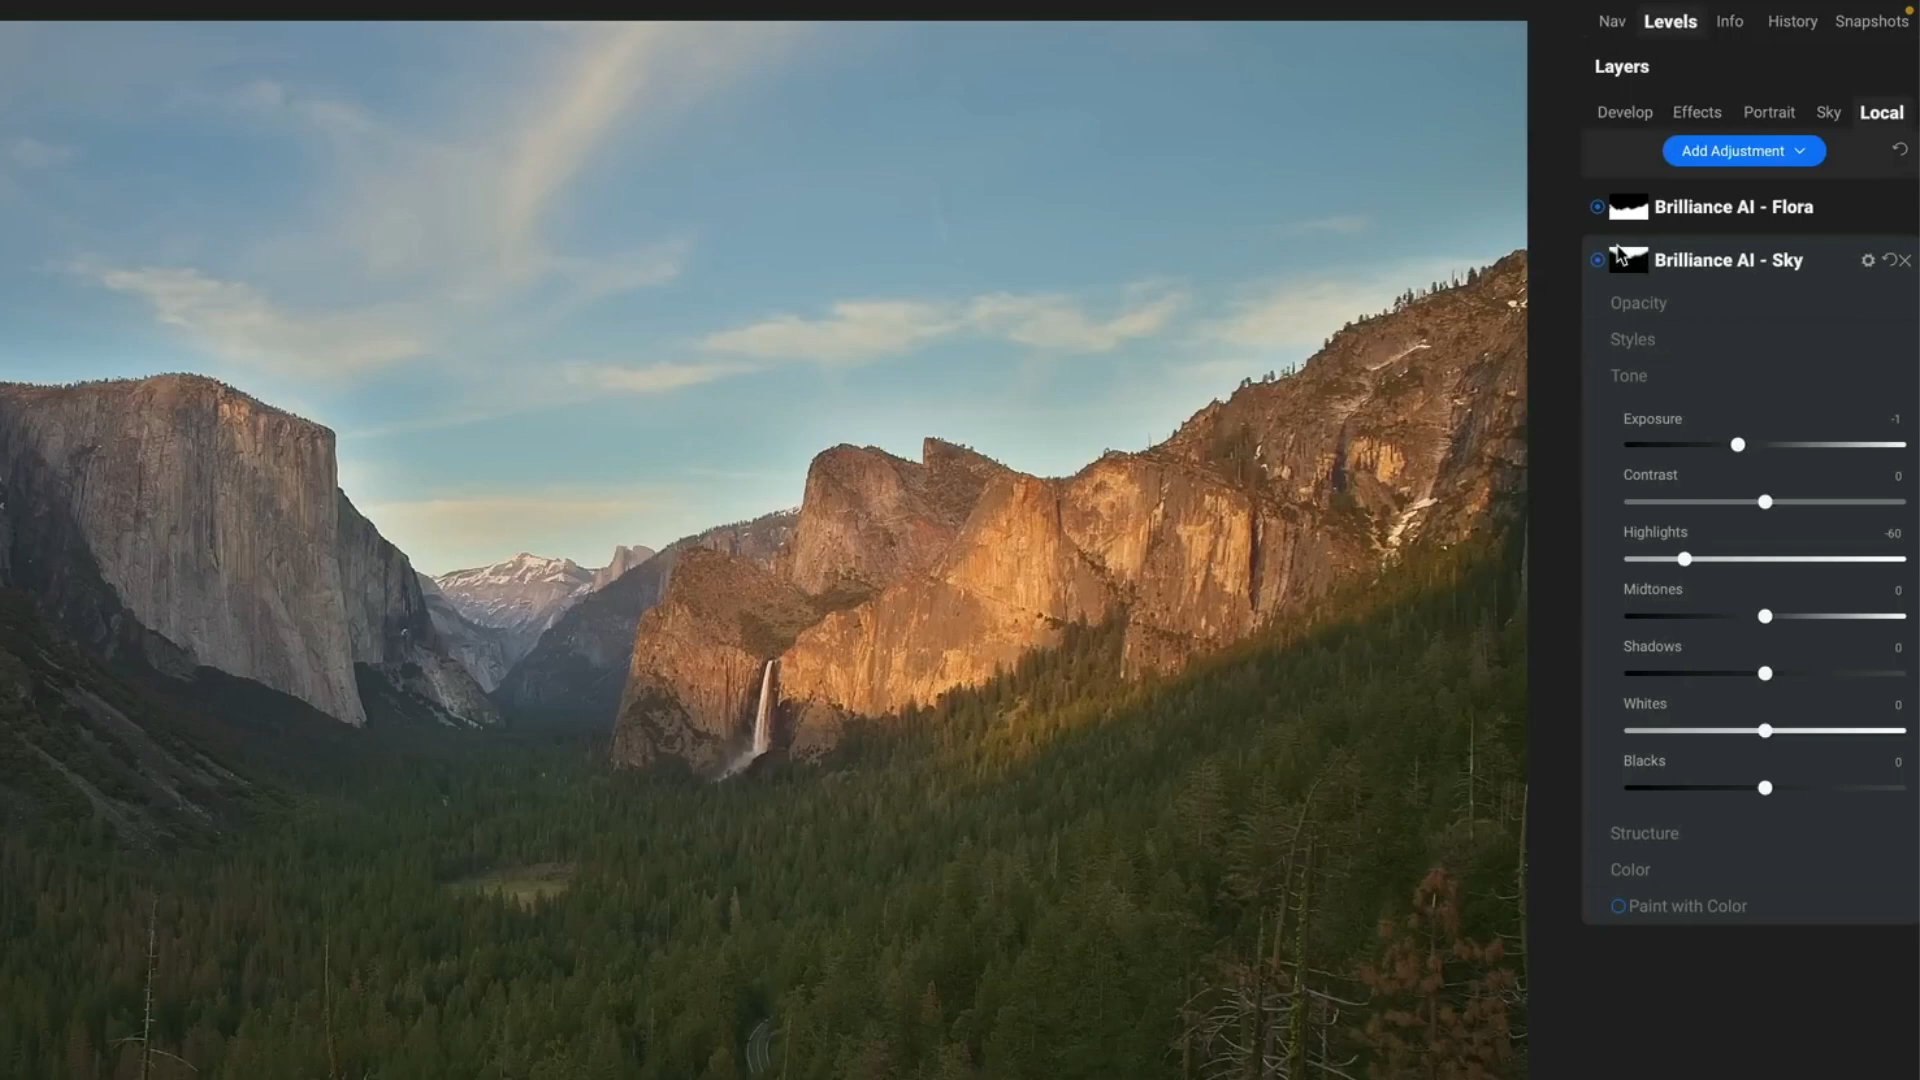 Nav Levels Info History Snapshots
Layers
Develop Effects Portrait Sky Local
Add Adjustment
Brilliance AI - Flora
Brilliance AI - Sky
Opacity
Styles
Tone
Exposure -1
Contrast 0
Highlights -60
Midtones 0
Shadows 0
Whites 0
Blacks 0
Structure
Color
Paint with Color